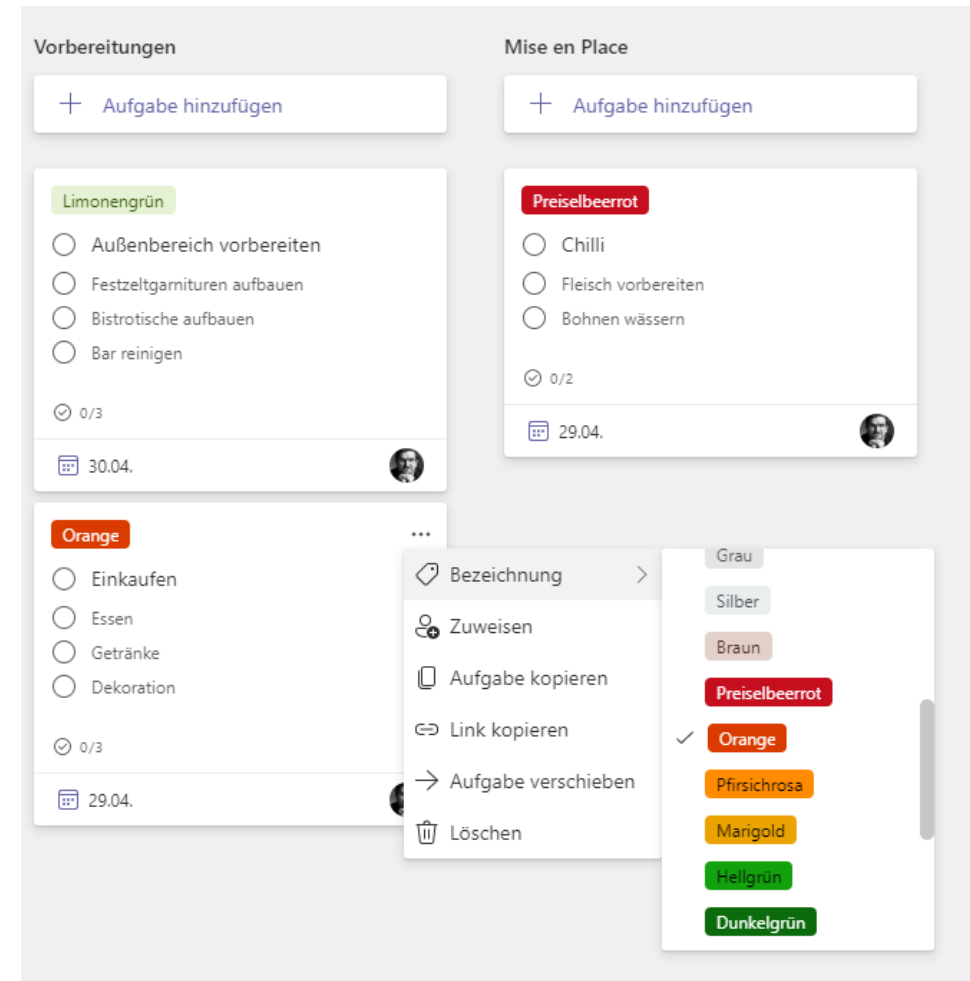 Vorbereitungen
Aufgabe hinzufügen
Limonengrün
Außenbereich vorbereiten
Festzeltgarnituren aufbauen
Bistrotische aufbauen
Bar reinigen
0/3
30.04.
Orange
Einkaufen
Essen
Getränke
Dekoration
0/3
29.04.
Mise en Place
Aufgabe hinzufügen
Preiselbeerrot
Chilli
Fleisch vorbereiten
Bohnen wässern
0/2
29.04.
Bezeichnung
Zuweisen
Aufgabe kopieren
Link kopieren
Aufgabe verschieben
Löschen
Grau
Silber
Braun
Preiselbeerrot
Orange
Pfirsichrosa
Marigold
Hellgrün
Dunkelgrün